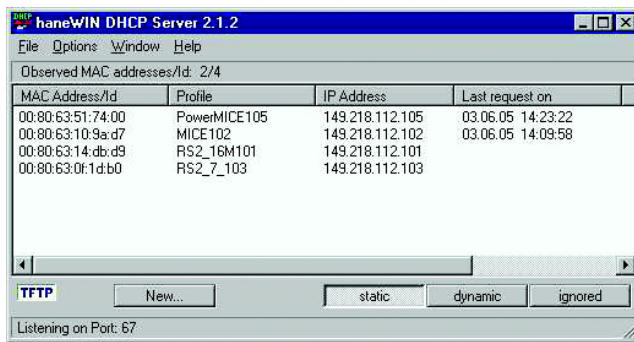 DHCP haneWIN DHCP Server 2.1.2
File Options Window Help
Observed MAC addresses/Id: 2/4
MAC Address/Id Profile IP Address Last request on
00:80:63:51:74:00 PowerMICE105 149.218.112.105 03.06.05 14:23:22
00:80:63:10:9a:d7 MICE102 149.218.112.102 03.06.05 14:09:58
00:80:63:14:db:d9 RS2_16M101 149.218.112.101
00:80:63:0f:1d:b0 RS2_7_103 149.218.112.103
TFTP New... static dynamic ignored
Listening on Port: 67